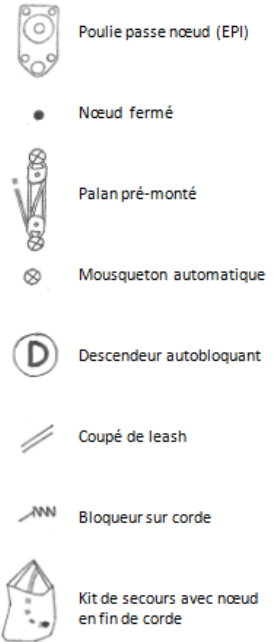 Poulie passe nœud (EPI)
Nœud fermé
Palan pré-monté
Mousqueton automatique
D Descendeur autobloquant
Coupé de leash
Bloqueur sur corde
Kit de secours avec nœud
en fin de corde